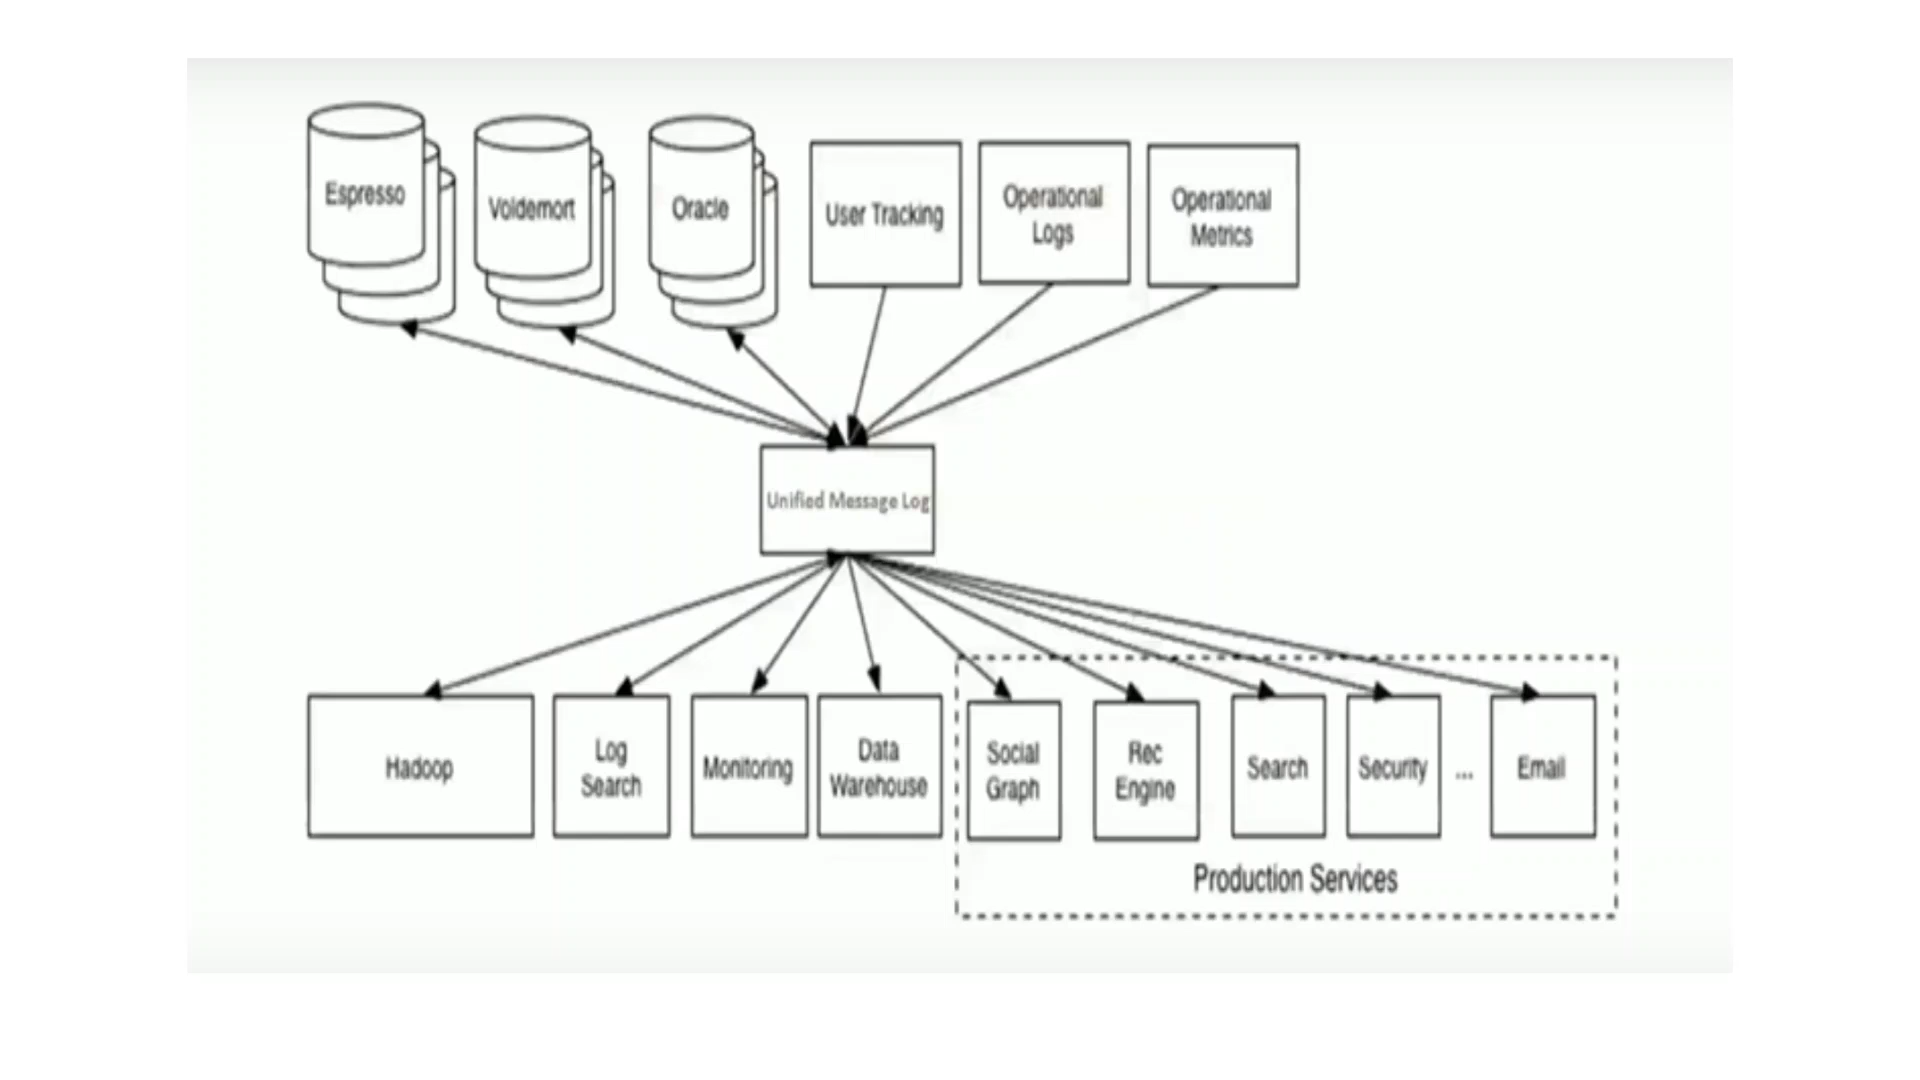 Espresso
Voldemort
Oracle
User Tracking
Operational
Logs
Operational
Metrics
Unified Message Log
Hadoop
Log
Search
Monitoring
Data
Warehouse
Social
Graph
Rec
Engine
Search
Security
...
Email
Production Services